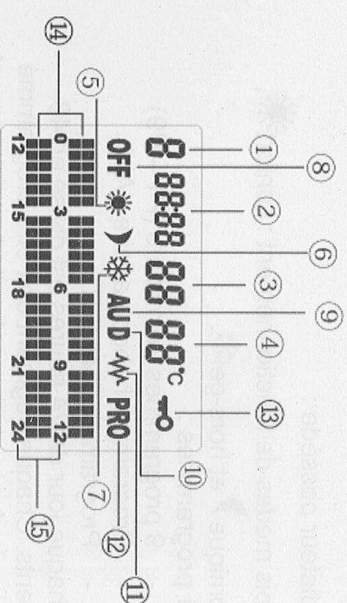 ⑧ ⑥ ⑨
① ② ③ ④ ⑬
8 88:88 88 88°C
⑩
OFF AUD PRO
⑪
⑤ ⑦ ⑫
⑭ 0 3 6 9 12
⑮
12 15 18 21 24